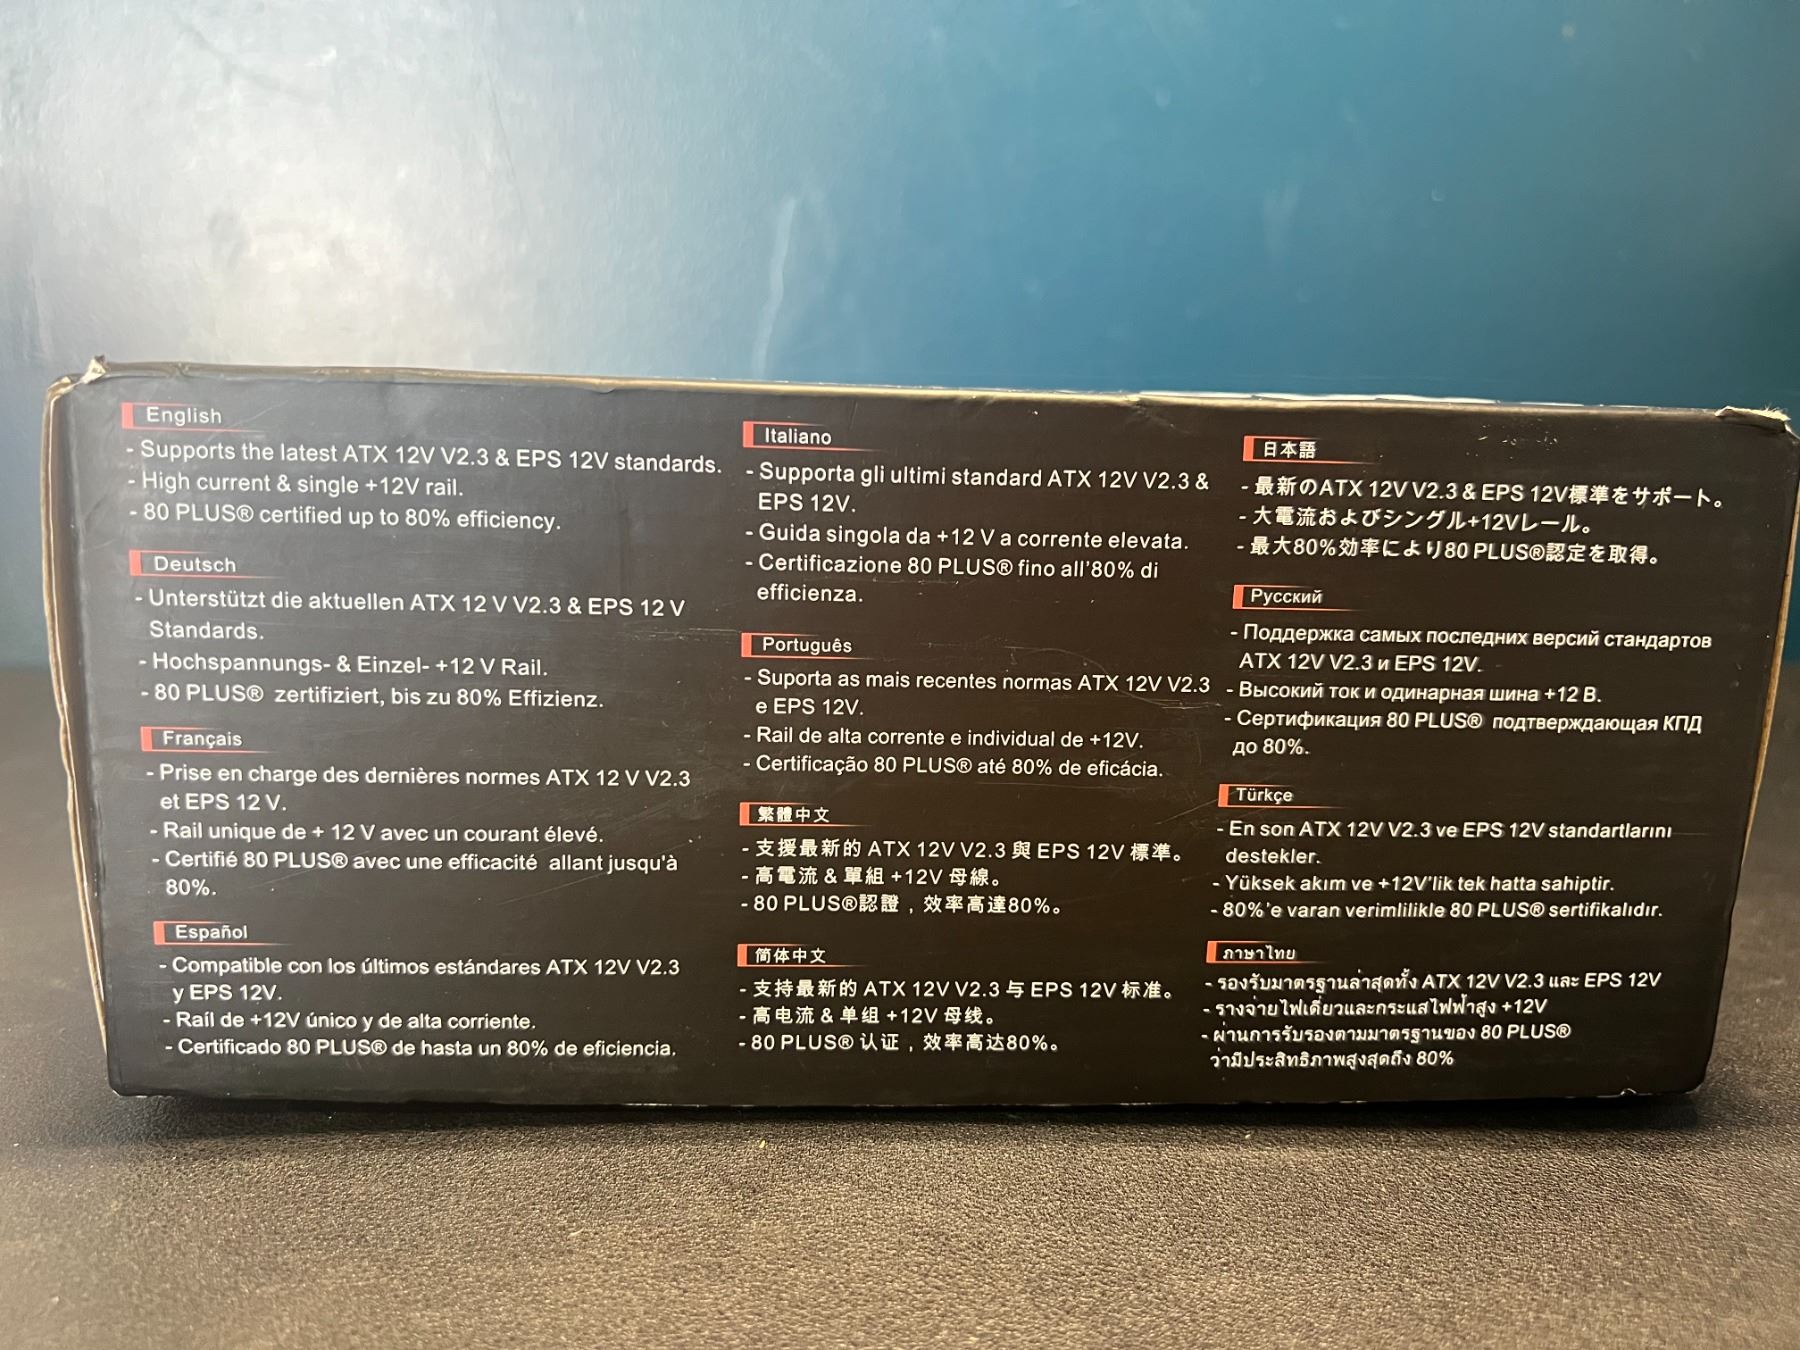 English
- Supports the latest ATX 12V V2.3 & EPS 12V standards.
- High current & single +12V rail.
- 80 PLUS® certified up to 80% efficiency.
Deutsch
- Unterstützt die aktuellen ATX 12 V V2.3 & EPS 12 V
Standards.
- Hochspannungs- & Einzel- +12 V Rail.
- 80 PLUS® zertifiziert, bis zu 80% Effizienz.
Français
- Prise en charge des dernières normes ATX 12 V V2.3
et EPS 12 V.
- Rail unique de + 12 V avec un courant élevé.
- Certifié 80 PLUS® avec une efficacité allant jusqu'à
80%.
Español
- Compatible con los últimos estándares ATX 12V V2.3
y EPS 12V.
- Raíl de +12V único y de alta corriente.
- Certificado 80 PLUS® de hasta un 80% de eficiencia.
Italiano
- Supporta gli ultimi standard ATX 12V V2.3 &
EPS 12V.
- Guida singola da +12 V a corrente elevata.
- Certificazione 80 PLUS® fino all'80% di
efficienza.
Português
- Suporta as mais recentes normas ATX 12V V2.3
e EPS 12V.
- Rail de alta corrente e individual de +12V.
- Certificação 80 PLUS® até 80% de eficácia.
繁體中文
- 支援最新的 ATX 12V V2.3 與 EPS 12V 標準。
- 高電流 & 單組 +12V 母線。
- 80 PLUS®認證，效率高達80%。
简体中文
- 支持最新的 ATX 12V V2.3 与 EPS 12V 标准。
- 高电流 & 单组 +12V 母线。
- 80 PLUS® 认证，效率高达80%。
日本語
- 最新のATX 12V V2.3 & EPS 12V標準をサポート。
- 大電流およびシングル+12Vレール。
- 最大80%効率により80 PLUS®認定を取得。
Русский
- Поддержка самых последних версий стандартов
ATX 12V V2.3 и EPS 12V.
- Высокий ток и одинарная шина +12 В.
- Сертификация 80 PLUS® подтверждающая КПД
до 80%.
Türkçe
- En son ATX 12V V2.3 ve EPS 12V standartlarını
destekler.
- Yüksek akım ve +12V'lik tek hatta sahiptir.
- 80%'e varan verimlilikle 80 PLUS® sertifikalıdır.
ภาษาไทย
- รองรับมาตรฐานล่าสุดทั้ง ATX 12V V2.3 และ EPS 12V
- รางจ่ายไฟเดี่ยวและกระแสไฟฟ้าสูง +12V
- ผ่านการรับรองตามมาตรฐานของ 80 PLUS®
ว่ามีประสิทธิภาพสูงสุดถึง 80%